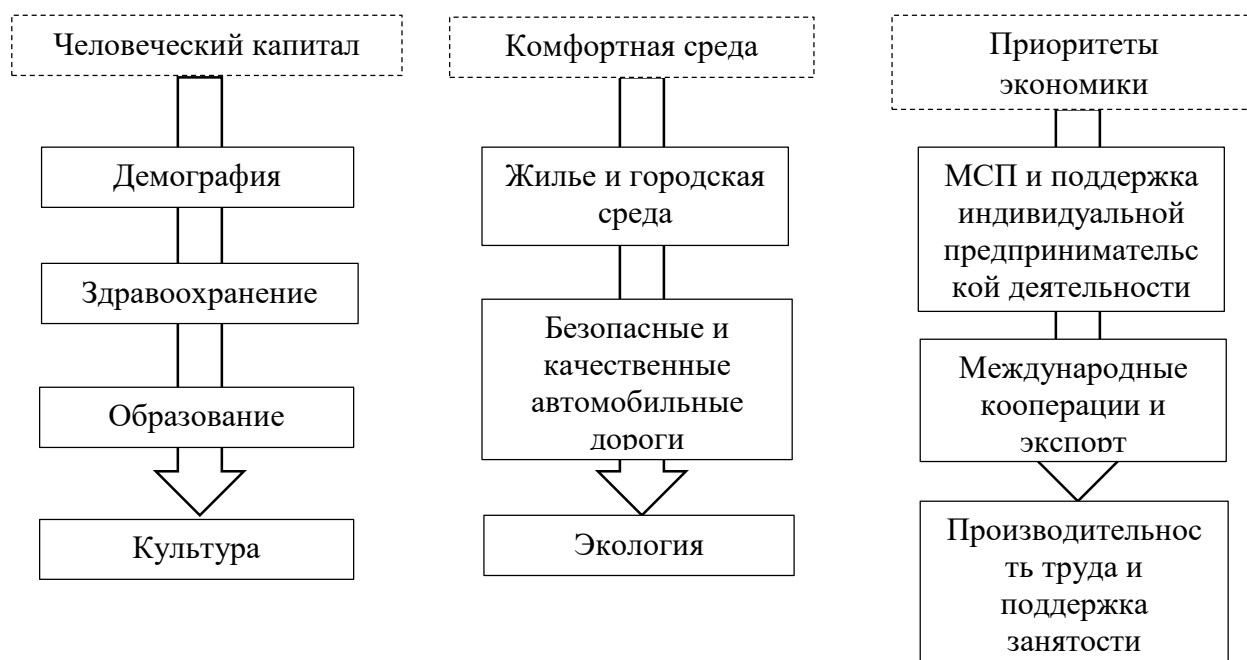 Человеческий капитал
Демография
Здравоохранение
Образование
Культура
Комфортная среда
Жилье и городская
среда
Безопасные и
качественные
автомобильные
дороги
Экология
Приоритеты
экономики
МСП и поддержка
индивидуальной
предпринимательс
кой деятельности
Международные
кооперации и
экспорт
Производительнос
ть труда и
поддержка
занятости